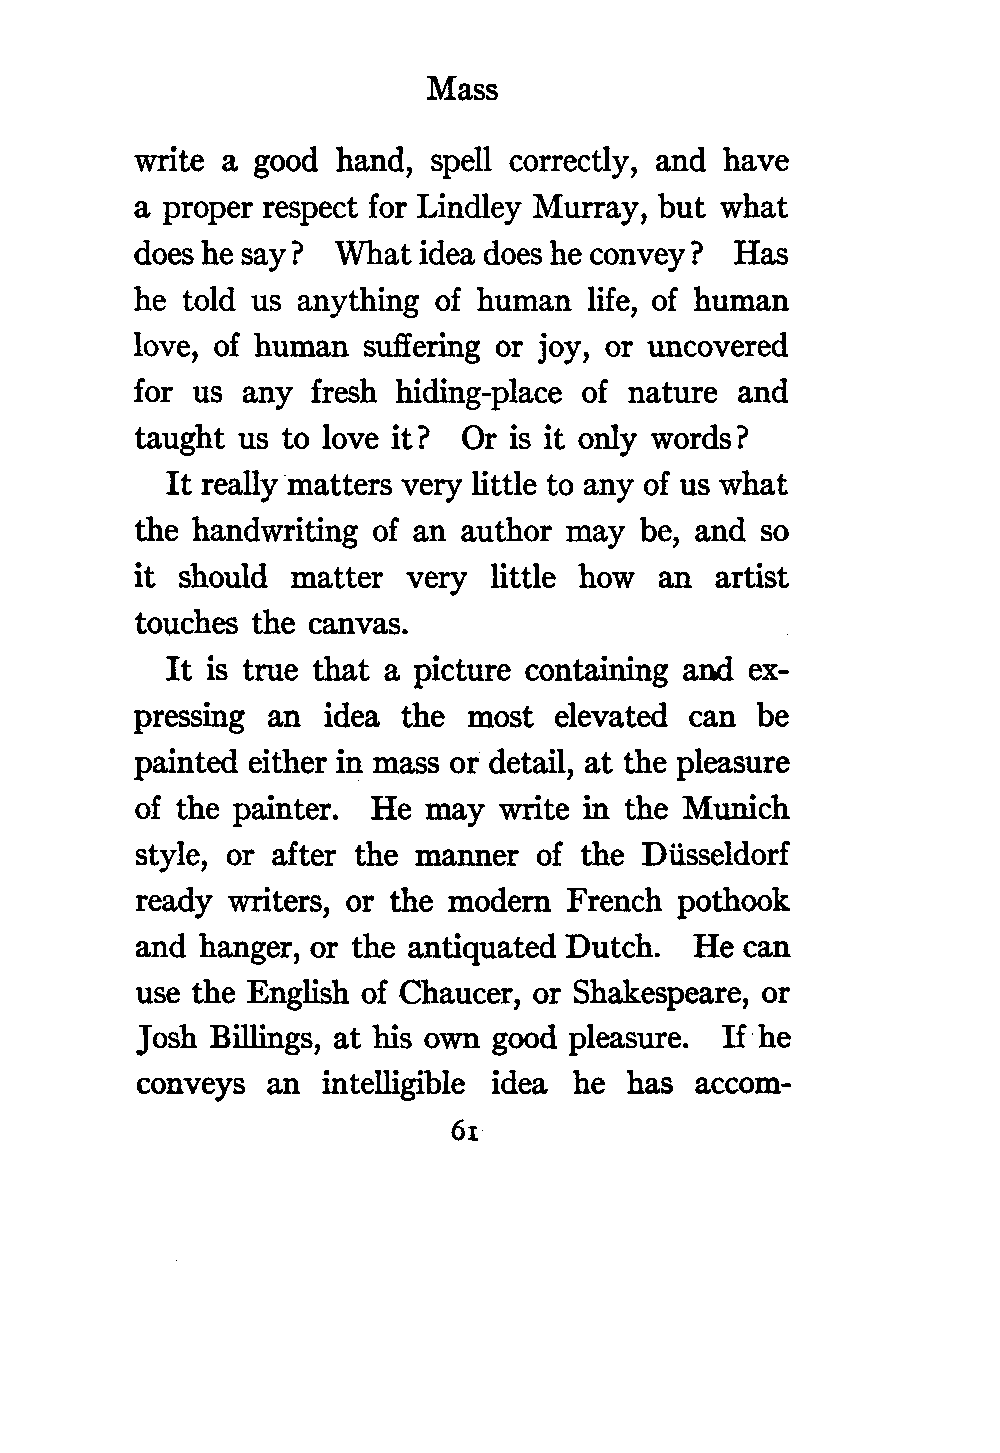 Mass
write a good hand, spell correctly, and have
a proper respect for Lindley Murray, but what
does he say? What idea does he convey? Has
he told us anything of human life, of human
love, of human suffering or joy, or uncovered
for us any fresh hiding-place of nature and
taught us to love it? Or is it only words?
It really matters very little to any of us what
the handwriting of an author may be, and so
it should matter very little how an artist
touches the canvas.
It is true that a picture containing and ex-
pressing an idea the most elevated can be
painted either in mass or detail, at the pleasure
of the painter. He may write in the Munich
style, or after the manner of the Düsseldorf
ready writers, or the modern French pothook
and hanger, or the antiquated Dutch. He can
use the English of Chaucer, or Shakespeare, or
Josh Billings, at his own good pleasure. If he
conveys an intelligible idea he has accom-
61